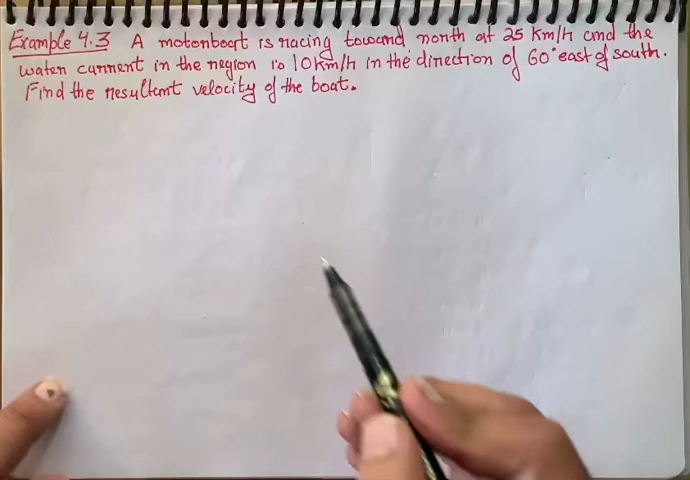 Example 4.3 A motorboat is racing toward north at 25 km/h and the
water current in the region is 10 km/h in the direction of 60° east of south.
Find the resultant velocity of the boat.